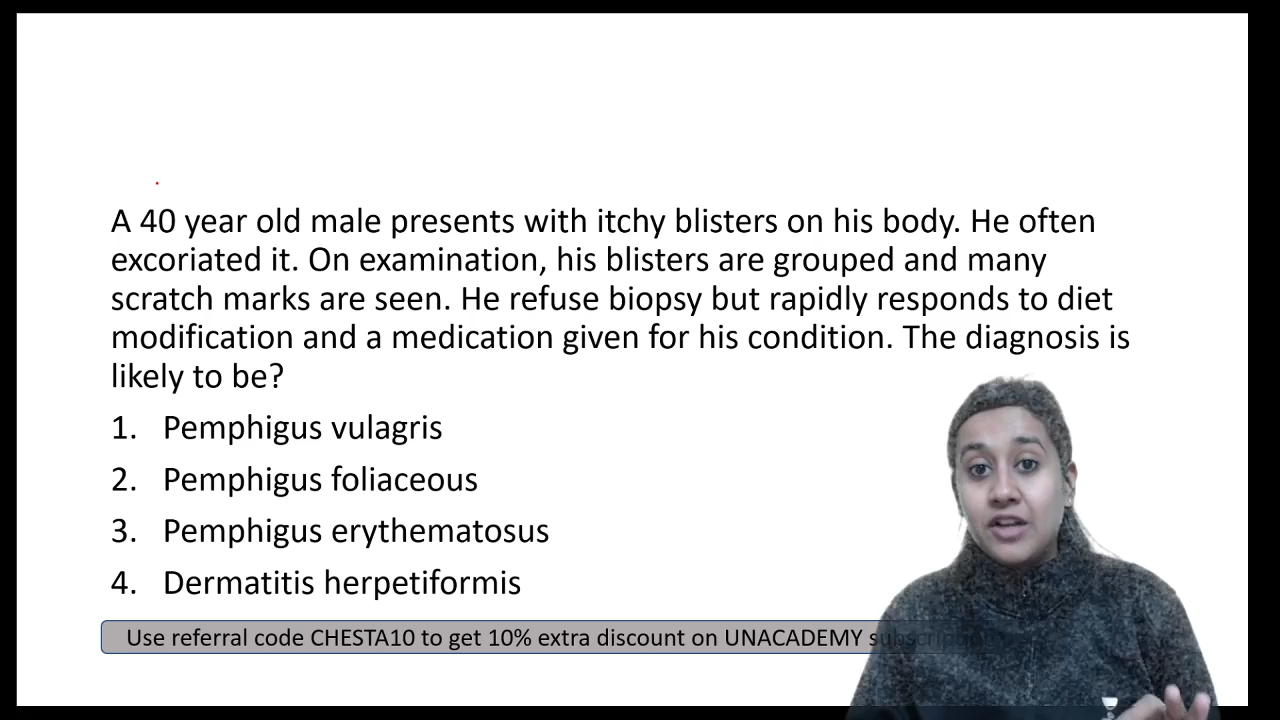 A 40 year old male presents with itchy blisters on his body. He often
excoriated it. On examination, his blisters are grouped and many
scratch marks are seen. He refuse biopsy but rapidly responds to diet
modification and a medication given for his condition. The diagnosis is
likely to be?
1. Pemphigus vulagris
2. Pemphigus foliaceous
3. Pemphigus erythematosus
4. Dermatitis herpetiformis
Use referral code CHESTA10 to get 10% extra discount on UNACADEMY